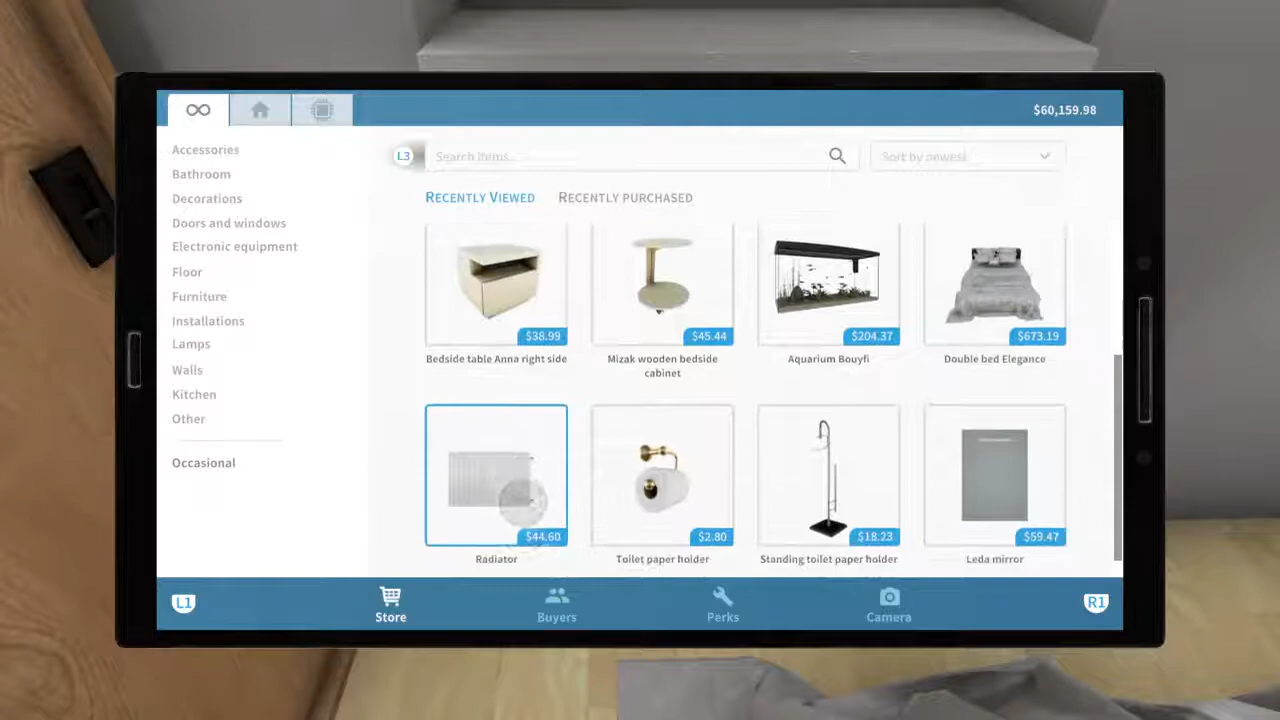 $60,159.98
Accessories
Bathroom
Decorations
Doors and windows
Electronic equipment
Floor
Furniture
Installations
Lamps
Walls
Kitchen
Other
Occasional
L3
Search items...
Sort by newest
RECENTLY VIEWED
RECENTLY PURCHASED
$38.99
$45.44
$204.37
$673.19
Bedside table Anna right side
Mizak wooden bedside
cabinet
Aquarium Bouyfi
Double bed Elegance
$44.60
$2.80
$18.23
$59.47
Radiator
Toilet paper holder
Standing toilet paper holder
Leda mirror
L1
Store
Buyers
Perks
Camera
R1